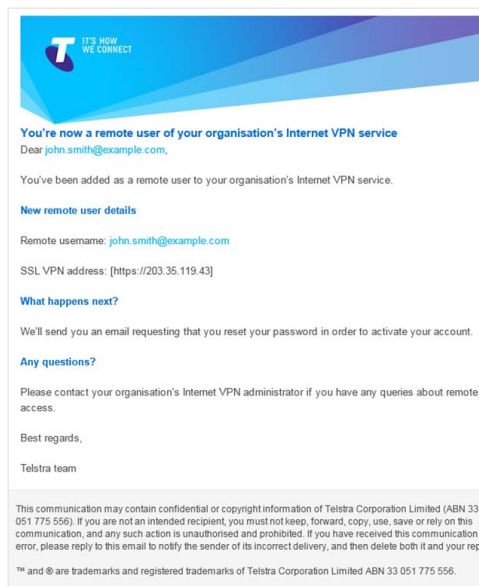 T
IT'S HOW
WE CONNECT
You're now a remote user of your organisation's Internet VPN service
Dear john.smith@example.com,
You've been added as a remote user to your organisation's Internet VPN service.
New remote user details
Remote username: john.smith@example.com
SSL VPN address: [https://203.35.119.43]
What happens next?
We'll send you an email requesting that you reset your password in order to activate your account.
Any questions?
Please contact your organisation's Internet VPN administrator if you have any queries about remote
access.
Best regards,
Telstra team
This communication may contain confidential or copyright information of Telstra Corporation Limited (ABN 33
051 775 556). If you are not an intended recipient, you must not keep, forward, copy, use, save or rely on this
communication, and any such action is unauthorised and prohibited. If you have received this communication
error, please reply to this email to notify the sender of its incorrect delivery, and then delete both it and your rep
™ and ® are trademarks and registered trademarks of Telstra Corporation Limited ABN 33 051 775 556.